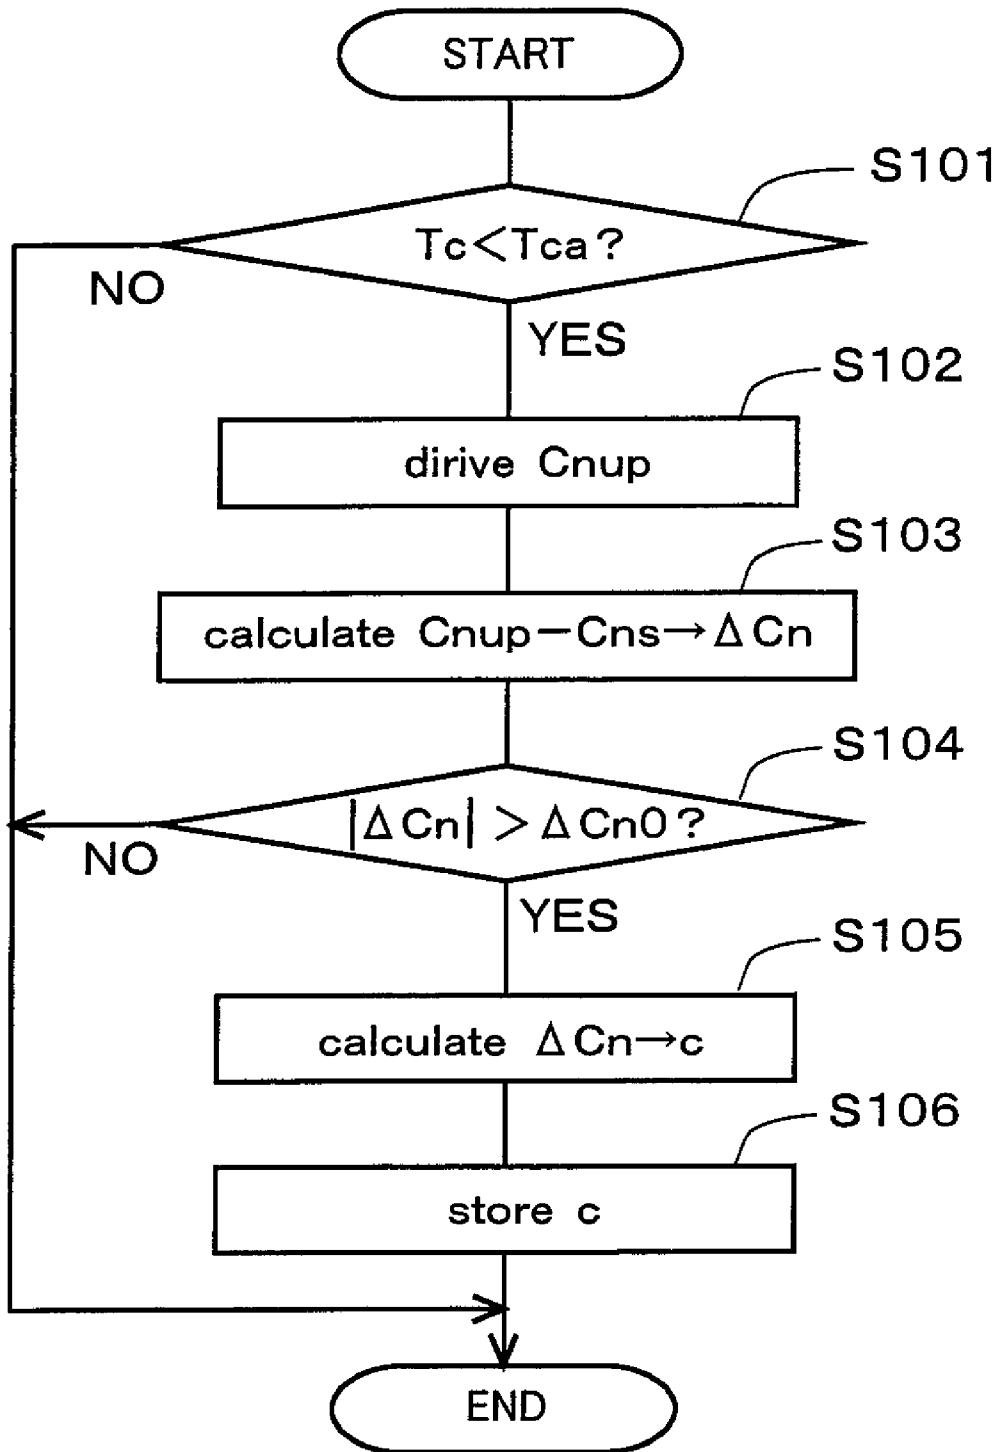 START
S101
Tc<Tca?
NO
YES
S102
dirive Cnup
S103
calculate Cnup−Cns→ΔCn
S104
|ΔCn|>ΔCn0?
NO
YES
S105
calculate ΔCn→c
S106
store c
END